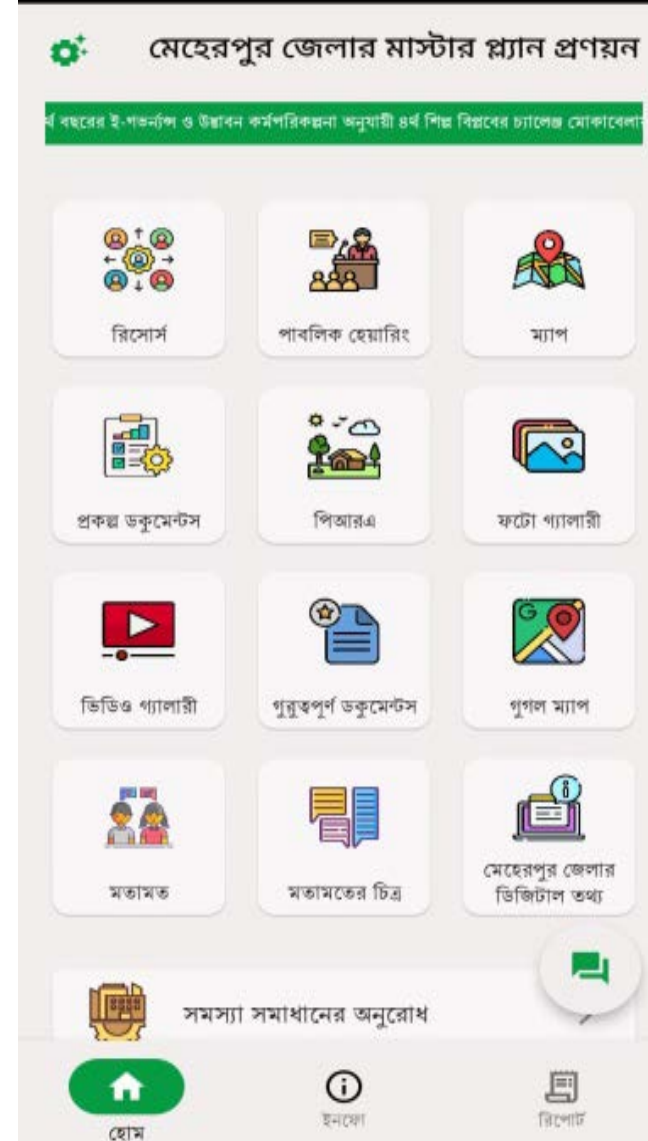 মেহেরপুর জেলার মাস্টার প্ল্যান প্রণয়ন
র্থ বছরের ই-গভর্ন্যান্স ও উদ্ভাবন কর্মপরিকল্পনা অনুযায়ী ৪র্থ শিল্প বিপ্লবের চ্যালেঞ্জ মোকাবেলায়
রিসোর্স
পাবলিক হেয়ারিং
ম্যাপ
প্রকল্প ডকুমেন্টস
পিআরএ
ফটো গ্যালারী
ভিডিও গ্যালারী
গুরুত্বপূর্ণ ডকুমেন্টস
G
গুগল ম্যাপ
মতামত
মতামতের চিত্র
মেহেরপুর জেলার
ডিজিটাল তথ্য
সমস্যা সমাধানের অনুরোধ
হোম
ইনফো
রিপোর্ট